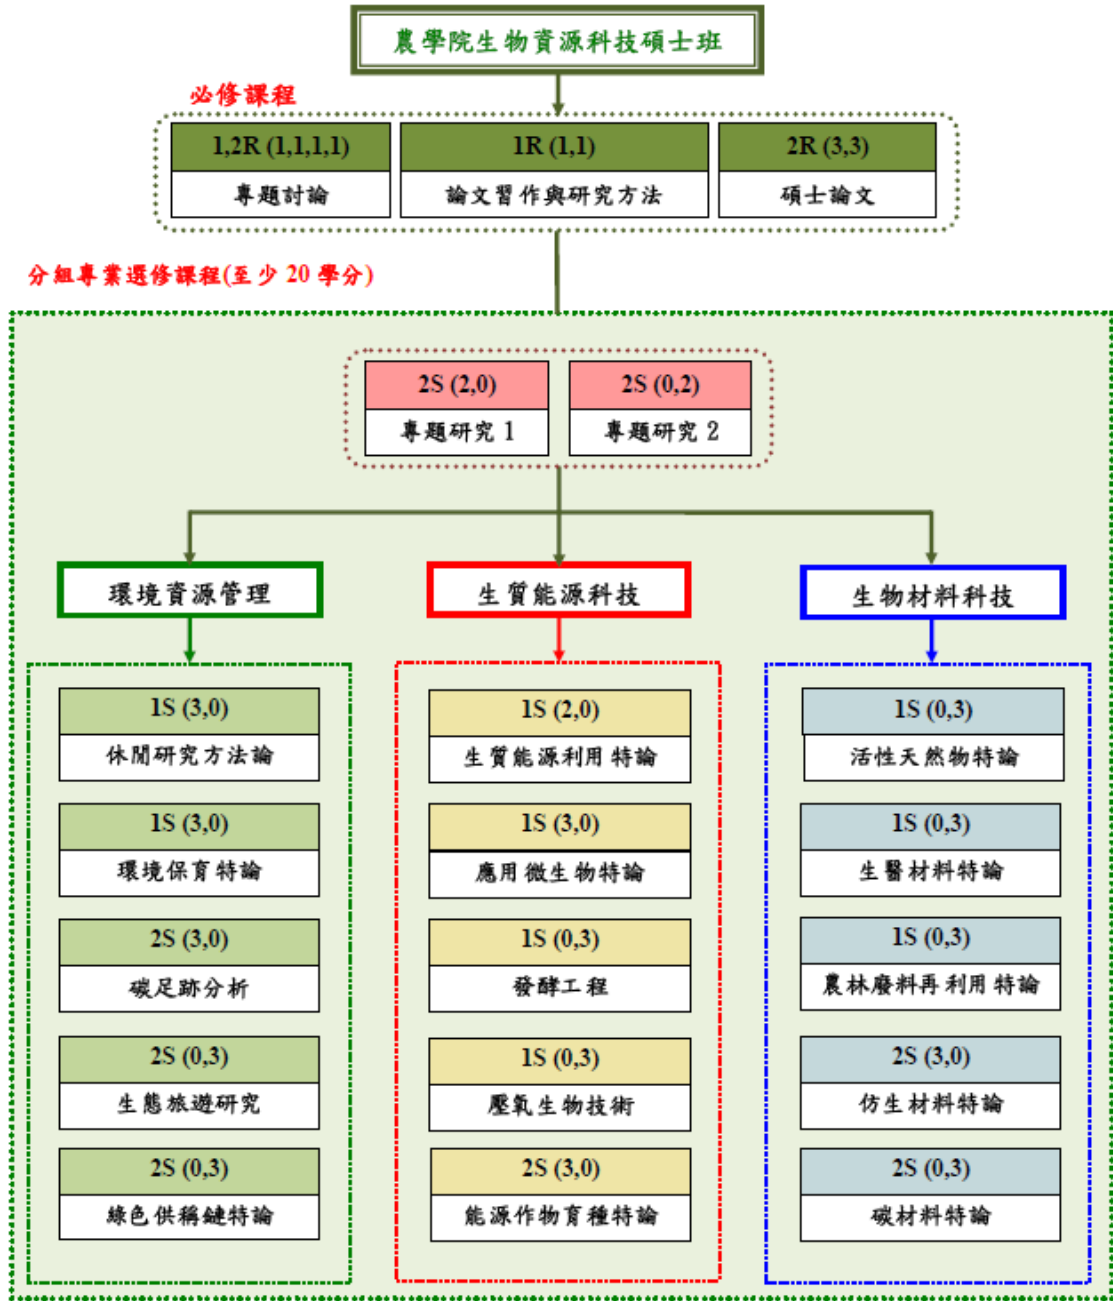 農學院生物資源科技碩士班
必修課程
1,2R (1,1,1,1)
專題討論
1R (1,1)
論文習作與研究方法
2R (3,3)
碩士論文
分組專業選修課程(至少 20 學分)
2S (2,0)
專題研究 1
2S (0,2)
專題研究 2
環境資源管理
1S (3,0)
休閒研究方法論
1S (3,0)
環境保育特論
2S (3,0)
碳足跡分析
2S (0,3)
生態旅遊研究
2S (0,3)
綠色供稱鏈特論
生質能源科技
1S (2,0)
生質能源利用特論
1S (3,0)
應用微生物特論
1S (0,3)
發酵工程
1S (0,3)
壓氧生物技術
2S (3,0)
能源作物育種特論
生物材料科技
1S (0,3)
活性天然物特論
1S (0,3)
生醫材料特論
1S (0,3)
農林廢料再利用特論
2S (3,0)
仿生材料特論
2S (0,3)
碳材料特論